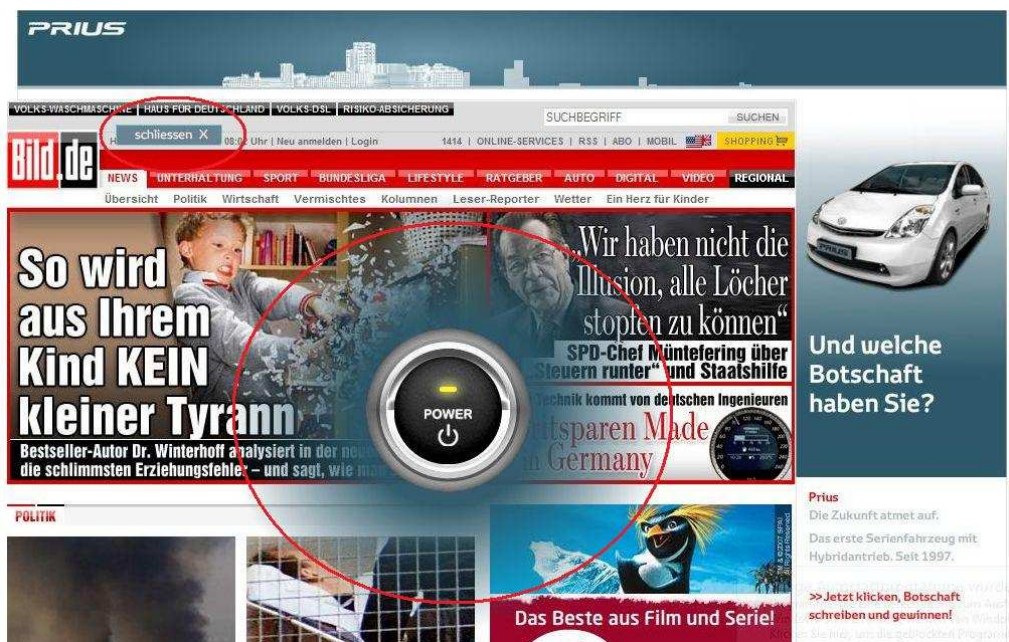 PRIUS
VOLKS-WASCHMASCHINE | HAUS FÜR DEUTSCHLAND | VOLKS-DSL | RISIKO-ABSICHERUNG
SUCHBEGRIFF SUCHEN
schliessen X
Uhr | Neu anmelden | Login 1414 | ONLINE-SERVICES | RSS | ABO | MOBIL SHOPPING
Bild.de
NEWS UNTERHALTUNG SPORT BUNDESLIGA LIFESTYLE RATGEBER AUTO DIGITAL VIDEO REGIONAL
Übersicht Politik Wirtschaft Vermischtes Kolumnen Leser-Reporter Wetter Ein Herz für Kinder
So wird
aus Ihrem
Kind KEIN
kleiner Tyrann
Bestseller-Autor Dr. Winterhoff analysiert in der
die schlimmsten Erziehungsfehler – und sagt, wie
„Wir haben nicht die
Illusion, alle Löcher
stopfen zu können“
SPD-Chef Müntefering über
„Steuern runter“ und Staatshilfe
kommt von deutschen Ingenieuren
Made
in Germany
POWER
PRIUS
Und welche
Botschaft
haben Sie?
POLITIK
Das Beste aus Film und Serie!
Prius
Die Zukunft atmet auf.
Das erste Serienfahrzeug mit
Hybridantrieb. Seit 1997.
>> Jetzt klicken, Botschaft
schreiben und gewinnen!